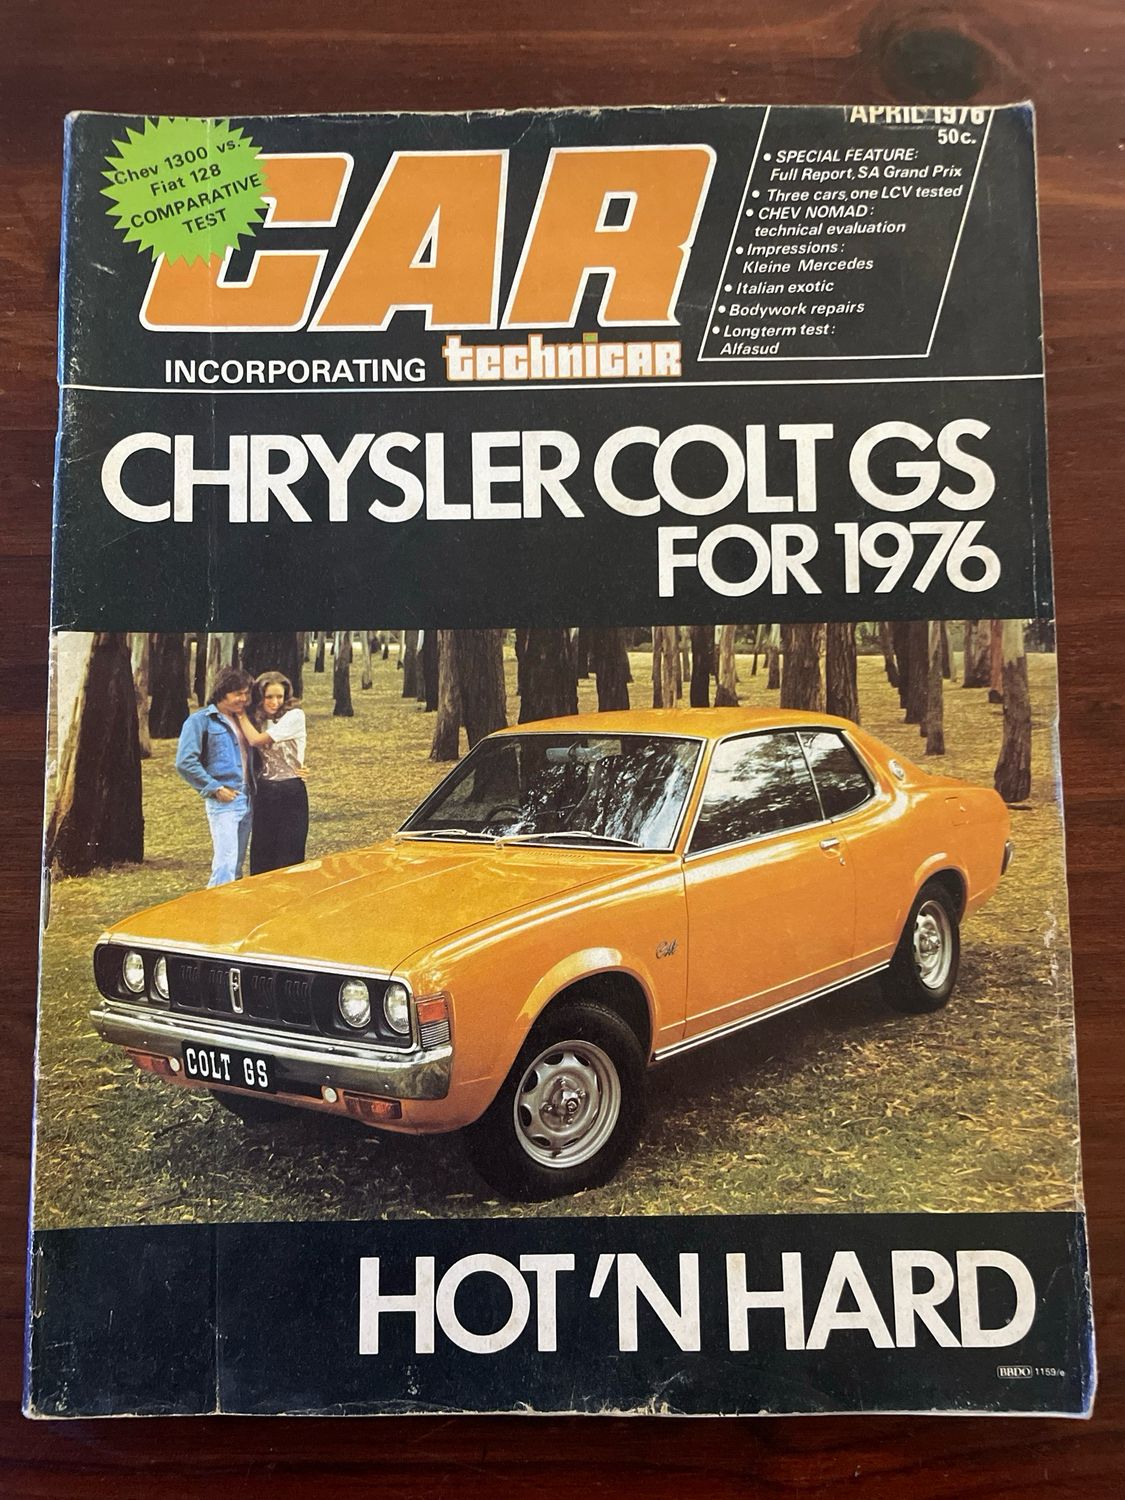 Chev 1300 vs.
Fiat 128
COMPARATIVE
TEST
CAR
INCORPORATING technicar
APRIL 1976
50c.
• SPECIAL FEATURE:
Full Report, SA Grand Prix
• Three cars, one LCV tested
• CHEV NOMAD:
technical evaluation
• Impressions:
Kleine Mercedes
• Italian exotic
• Bodywork repairs
• Longterm test:
Alfasud
CHRYSLER COLT GS
FOR 1976
Colt
COLT GS
HOT 'N HARD
BBDO 1159/e